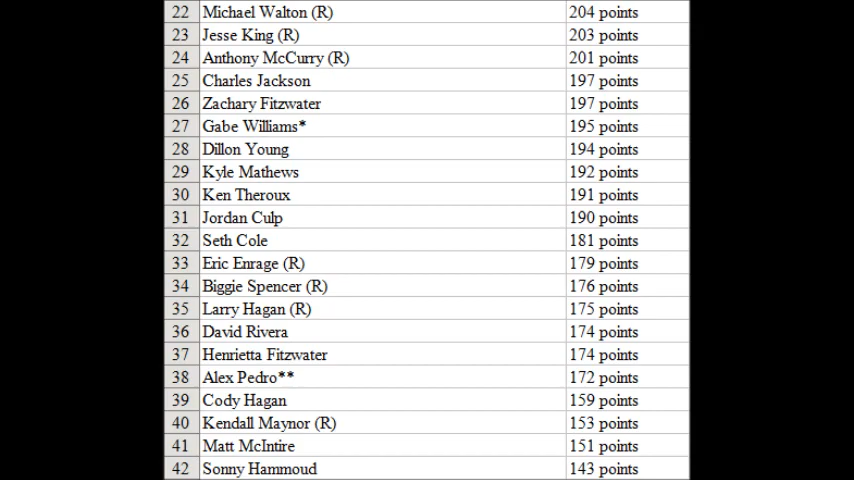 22 Michael Walton (R) 204 points
23 Jesse King (R) 203 points
24 Anthony McCurry (R) 201 points
25 Charles Jackson 197 points
26 Zachary Fitzwater 197 points
27 Gabe Williams* 195 points
28 Dillon Young 194 points
29 Kyle Mathews 192 points
30 Ken Theroux 191 points
31 Jordan Culp 190 points
32 Seth Cole 181 points
33 Eric Enrage (R) 179 points
34 Biggie Spencer (R) 176 points
35 Larry Hagan (R) 175 points
36 David Rivera 174 points
37 Henrietta Fitzwater 174 points
38 Alex Pedro** 172 points
39 Cody Hagan 159 points
40 Kendall Maynor (R) 153 points
41 Matt McIntire 151 points
42 Sonny Hammoud 143 points